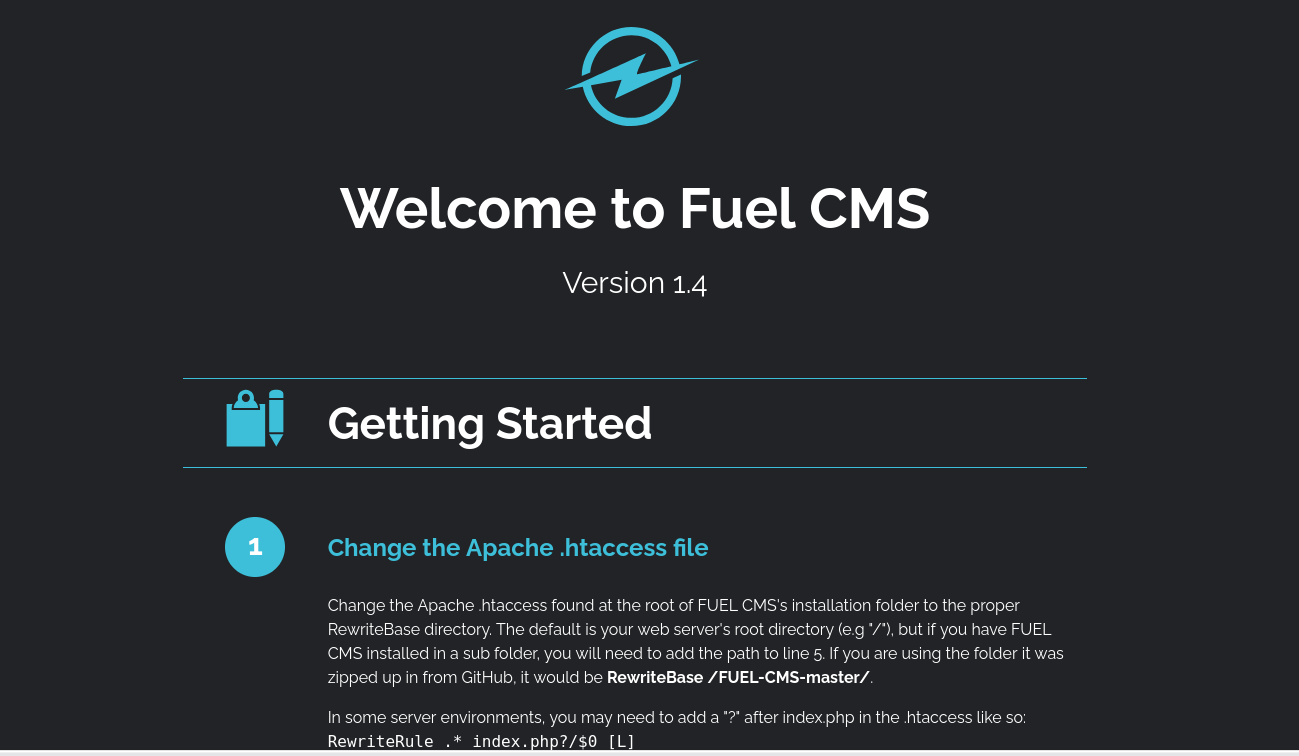 Welcome to Fuel CMS
Version 1.4
Getting Started
1
Change the Apache .htaccess file
Change the Apache .htaccess found at the root of FUEL CMS's installation folder to the proper
RewriteBase directory. The default is your web server's root directory (e.g "/"), but if you have FUEL
CMS installed in a sub folder, you will need to add the path to line 5. If you are using the folder it was
zipped up in from GitHub, it would be RewriteBase /FUEL-CMS-master/.
In some server environments, you may need to add a "?" after index.php in the .htaccess like so:
RewriteRule .* index.php?/$0 [L]